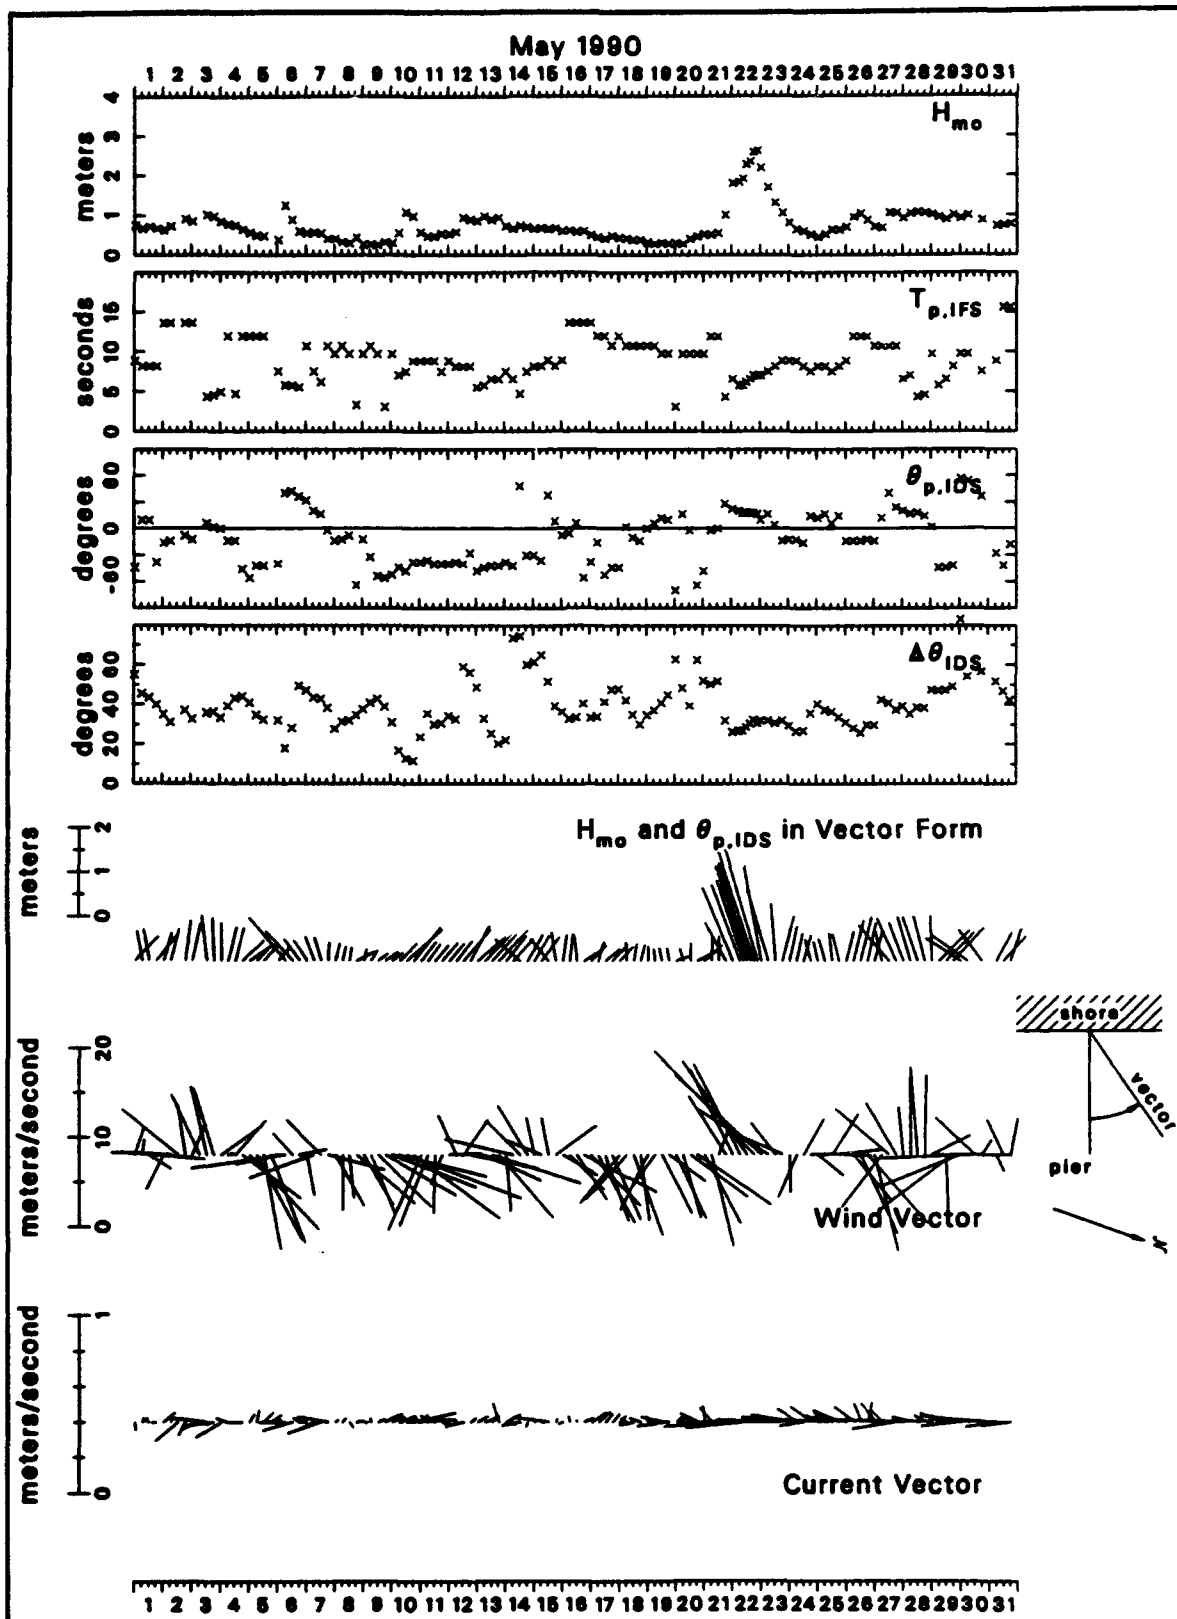 May 1990
1 2 3 4 5 6 7 8 9 10 11 12 13 14 15 16 17 18 19 20 21 22 23 24 25 26 27 28 29 30 31
4
3
2
1
0
meters
H_mo
15
10
5
0
seconds
T_p,IFS
60
0
-60
degrees
θ_p,IDS
60
40
20
0
degrees
Δθ_IDS
H_mo and θ_p,IDS in Vector Form
2
1
0
meters
shore
vector
pier
N
20
10
0
meters/second
Wind Vector
1
0
meters/second
Current Vector
1 2 3 4 5 6 7 8 9 10 11 12 13 14 15 16 17 18 19 20 21 22 23 24 25 26 27 28 29 30 31